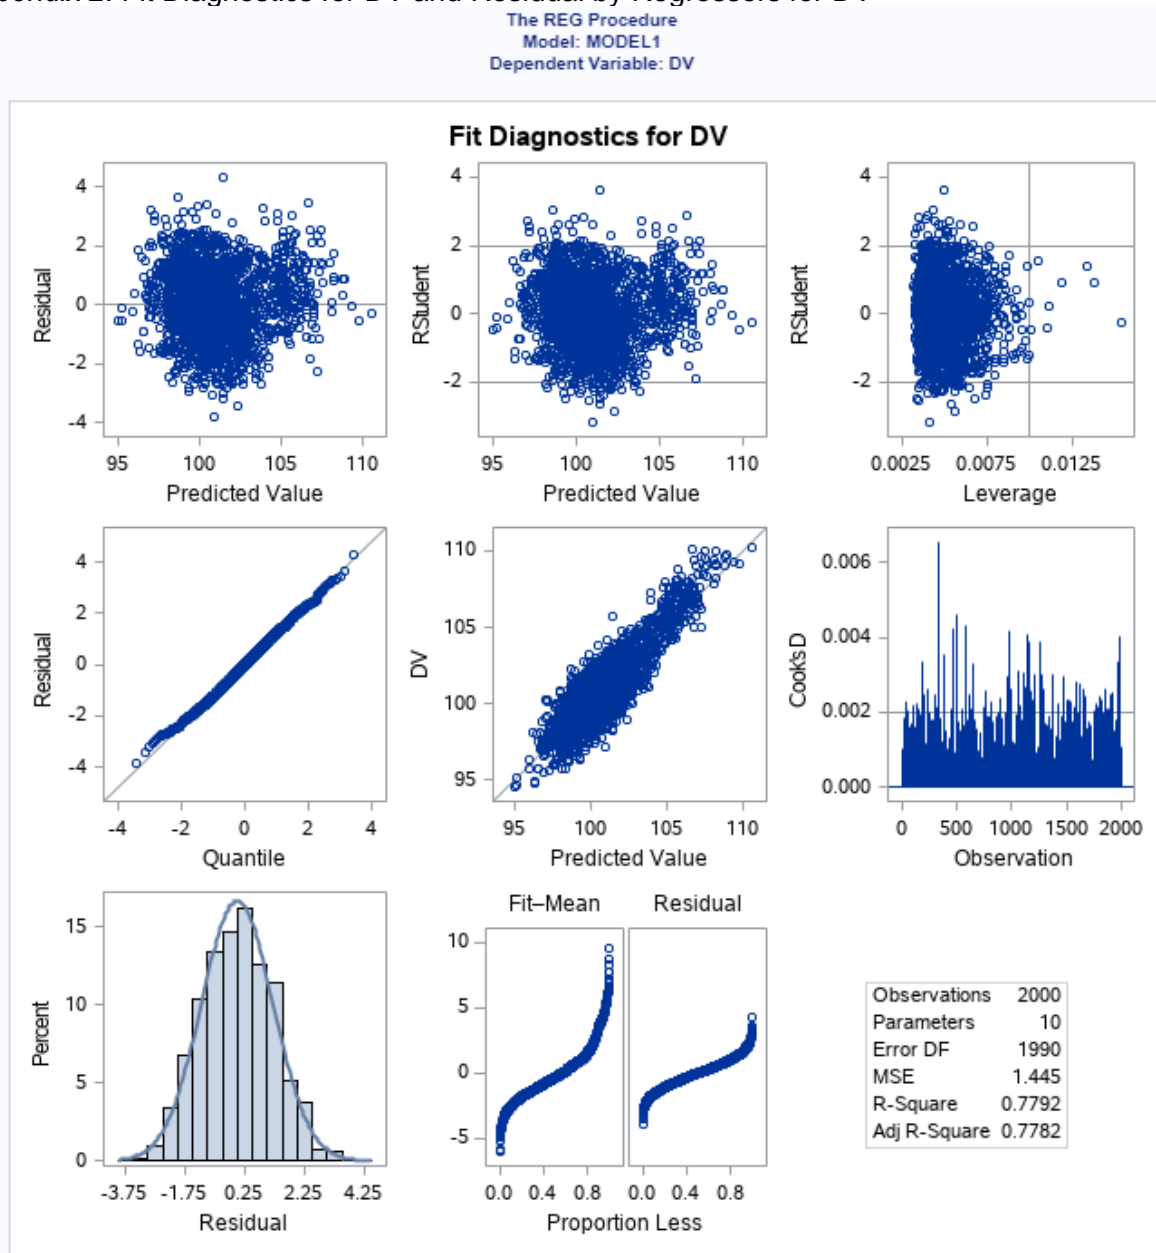 The REG Procedure
Model: MODEL1
Dependent Variable: DV
Fit Diagnostics for DV
Residual
4
2
0
-2
-4
95 100 105 110
Predicted Value
RStudent
4
2
0
-2
95 100 105 110
Predicted Value
RStudent
4
2
0
-2
0.0025 0.0075 0.0125
Leverage
Residual
4
2
0
-2
-4
-4 -2 0 2 4
Quantile
DV
110
105
100
95
95 100 105 110
Predicted Value
Cook's D
0.006
0.004
0.002
0.000
0 500 1000 1500 2000
Observation
Percent
15
10
5
0
-3.75 -1.75 0.25 2.25 4.25
Residual
Fit–Mean Residual
10
5
0
-5
0.0 0.4 0.8 0.0 0.4 0.8
Proportion Less
Observations 2000
Parameters 10
Error DF 1990
MSE 1.445
R-Square 0.7792
Adj R-Square 0.7782